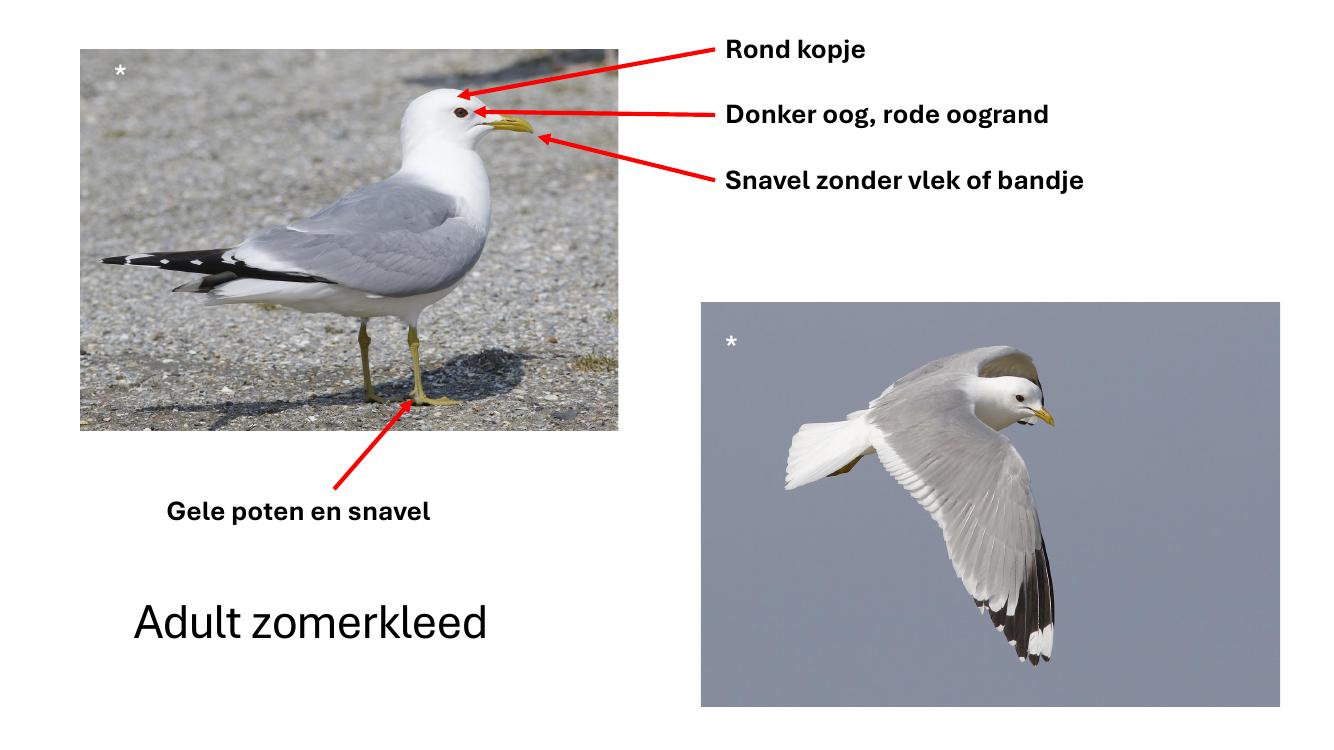 Rond kopje
*
Donker oog, rode oogrand
Snavel zonder vlek of bandje
*
Gele poten en snavel
Adult zomerkleed